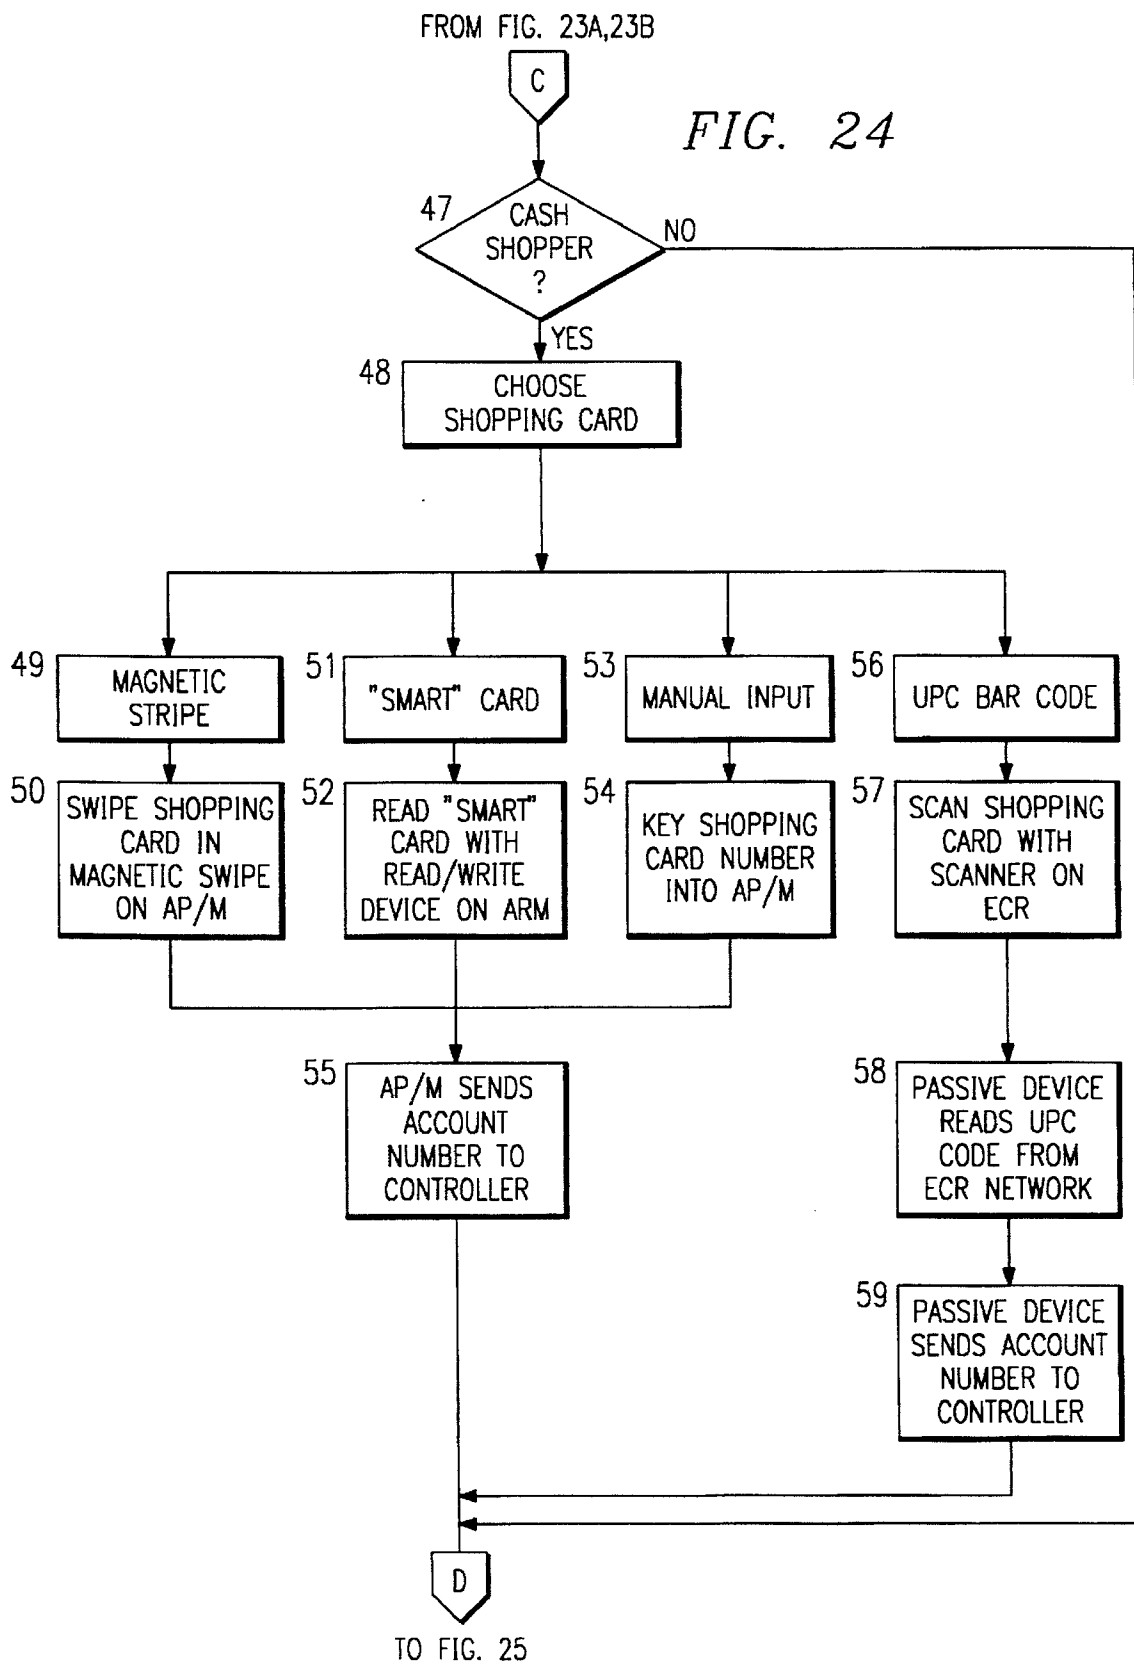 FROM FIG. 23A,23B
C
FIG. 24
47
CASH
SHOPPER
?
NO
YES
48
CHOOSE
SHOPPING CARD
49
MAGNETIC
STRIPE
51
"SMART" CARD
53
MANUAL INPUT
56
UPC BAR CODE
50
SWIPE SHOPPING
CARD IN
MAGNETIC SWIPE
ON AP/M
52
READ "SMART"
CARD WITH
READ/WRITE
DEVICE ON ARM
54
KEY SHOPPING
CARD NUMBER
INTO AP/M
57
SCAN SHOPPING
CARD WITH
SCANNER ON
ECR
55
AP/M SENDS
ACCOUNT
NUMBER TO
CONTROLLER
58
PASSIVE DEVICE
READS UPC
CODE FROM
ECR NETWORK
59
PASSIVE DEVICE
SENDS ACCOUNT
NUMBER TO
CONTROLLER
D
TO FIG. 25